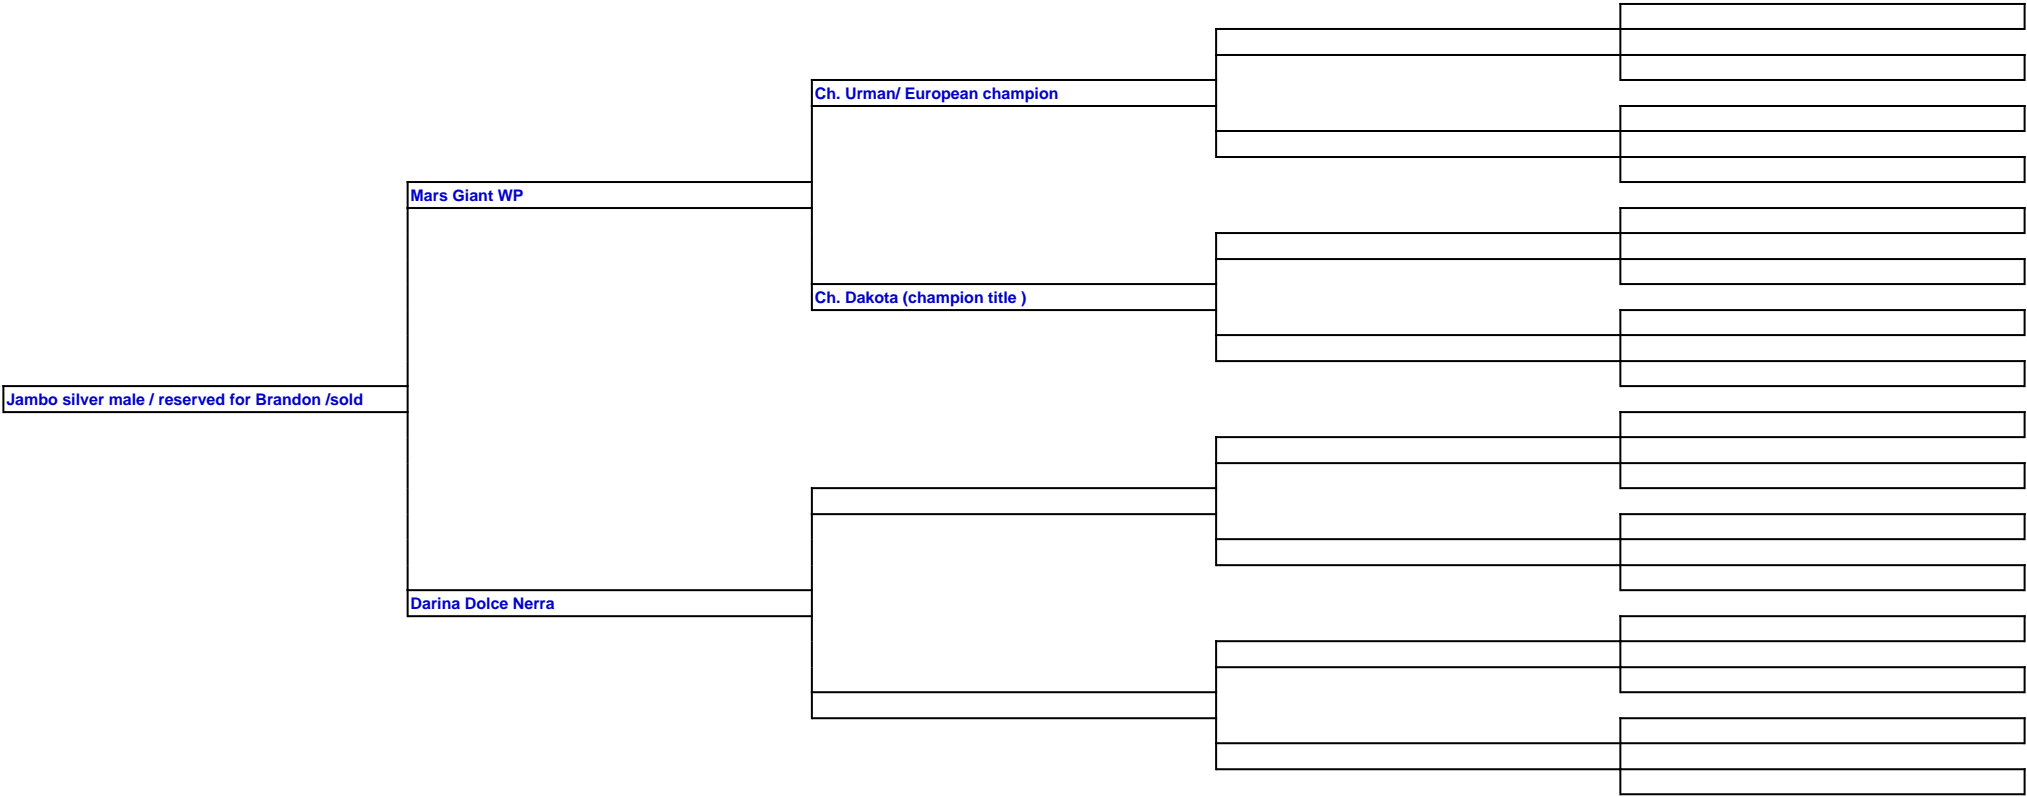 Ch. Urman/ European champion
Mars Giant WP
Ch. Dakota (champion title )
Jambo silver male / reserved for Brandon /sold
Darina Dolce Nerra